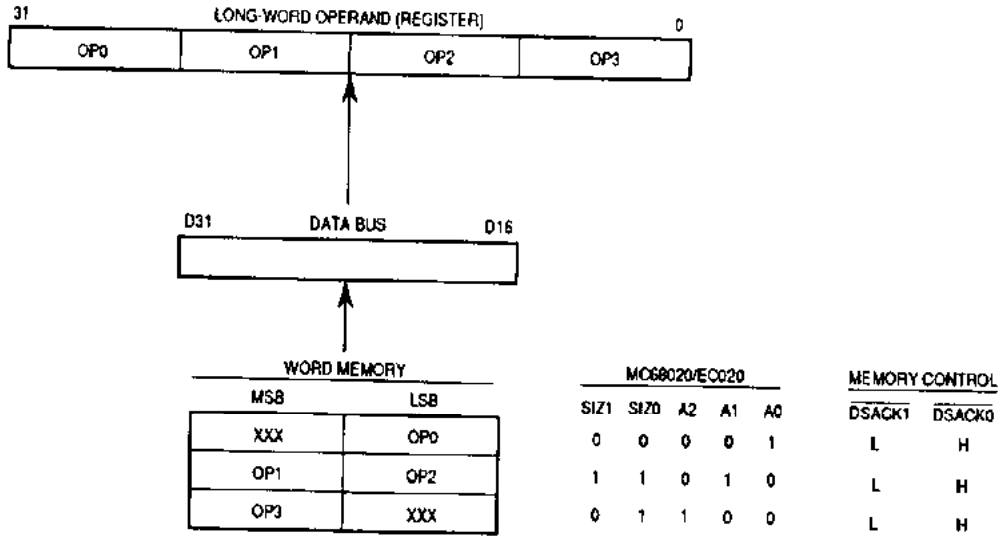 31 LONG-WORD OPERAND (REGISTER) 0
OP0 OP1 OP2 OP3
D31 DATA BUS D16
WORD MEMORY MC68020/EC020 MEMORY CONTROL
MSB LSB SIZ1 SIZ0 A2 A1 A0 DSACK1 DSACK0
XXX OP0 0 0 0 0 1 L H
OP1 OP2 1 1 0 1 0 L H
OP3 XXX 0 1 1 0 0 L H